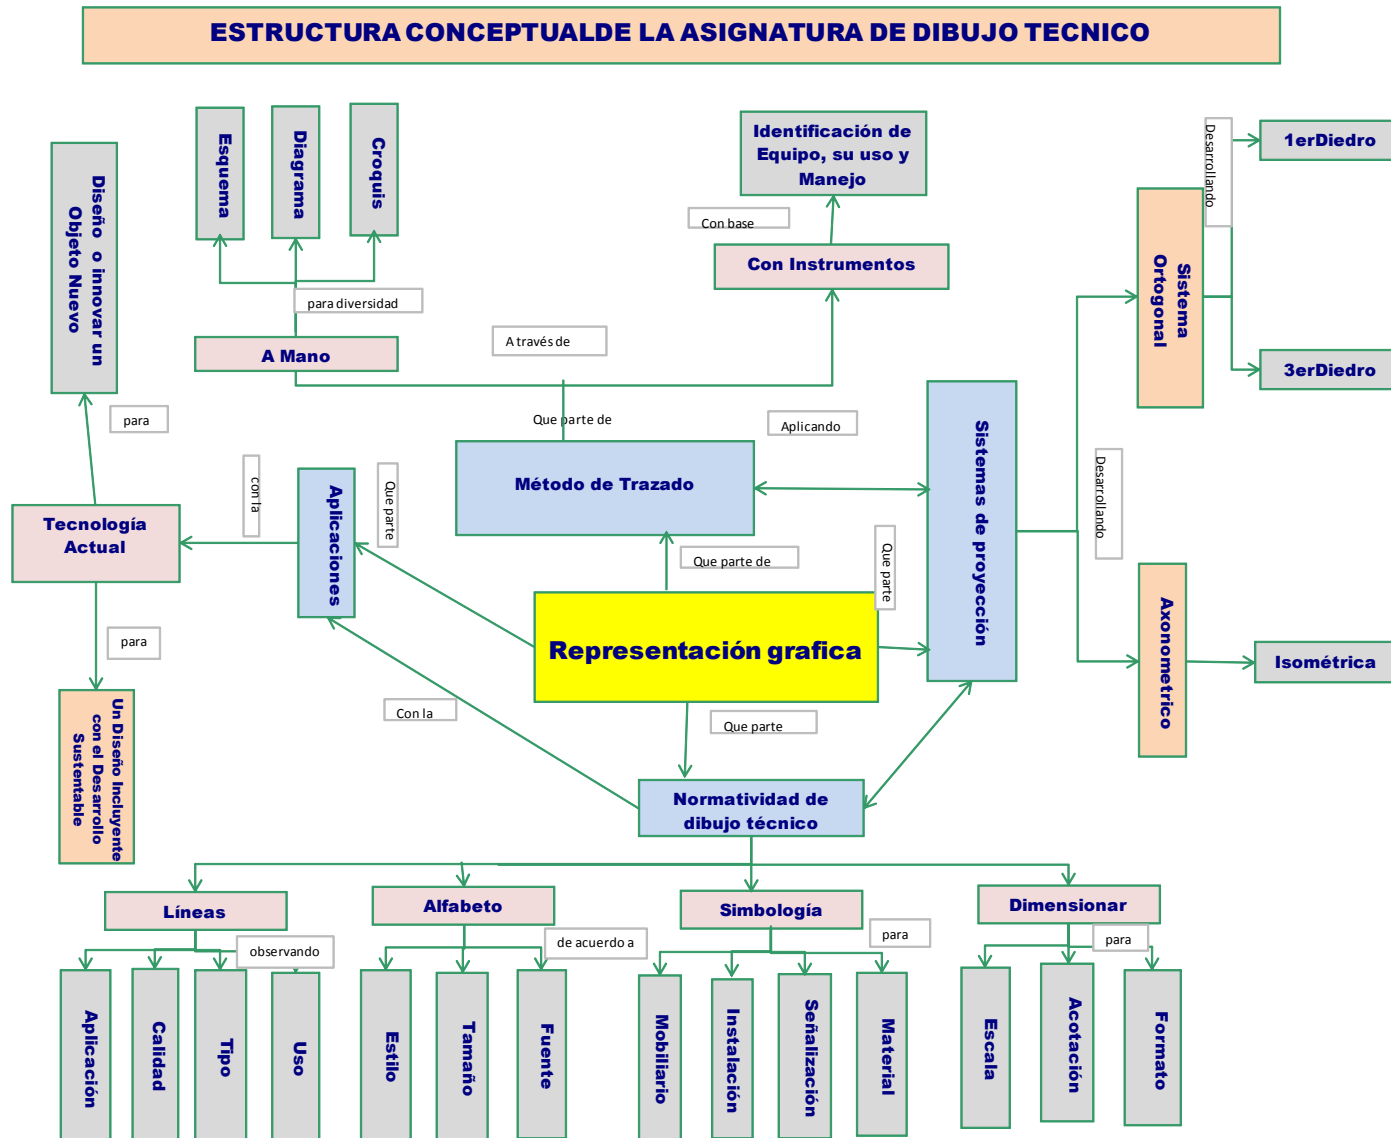 ESTRUCTURA CONCEPTUALDE LA ASIGNATURA DE DIBUJO TECNICO
Esquema
Diagrama
Croquis
Identificación de
Equipo, su uso y
Manejo
Desarrollando
1erDiedro
Diseño o innovar un
Objeto Nuevo
Con base
Con Instrumentos
Sistema
Ortogonal
para diversidad
A Mano
A través de
3erDiedro
para
Que parte de
Aplicando
Método de Trazado
Sistemas de proyección
Desarrollando
con la
Aplicaciones
Que parte
Tecnología
Actual
Que parte de
Que parte
Representación grafica
Axonometrico
Isométrica
para
Un Diseño Incluyente
con el Desarrollo
Sustentable
Con la
Que parte
Normatividad de
dibujo técnico
Líneas
Alfabeto
Simbología
Dimensionar
observando
de acuerdo a
para
para
Aplicación
Calidad
Tipo
Uso
Estilo
Tamaño
Fuente
Mobiliario
Instalación
Señalización
Material
Escala
Acotación
Formato